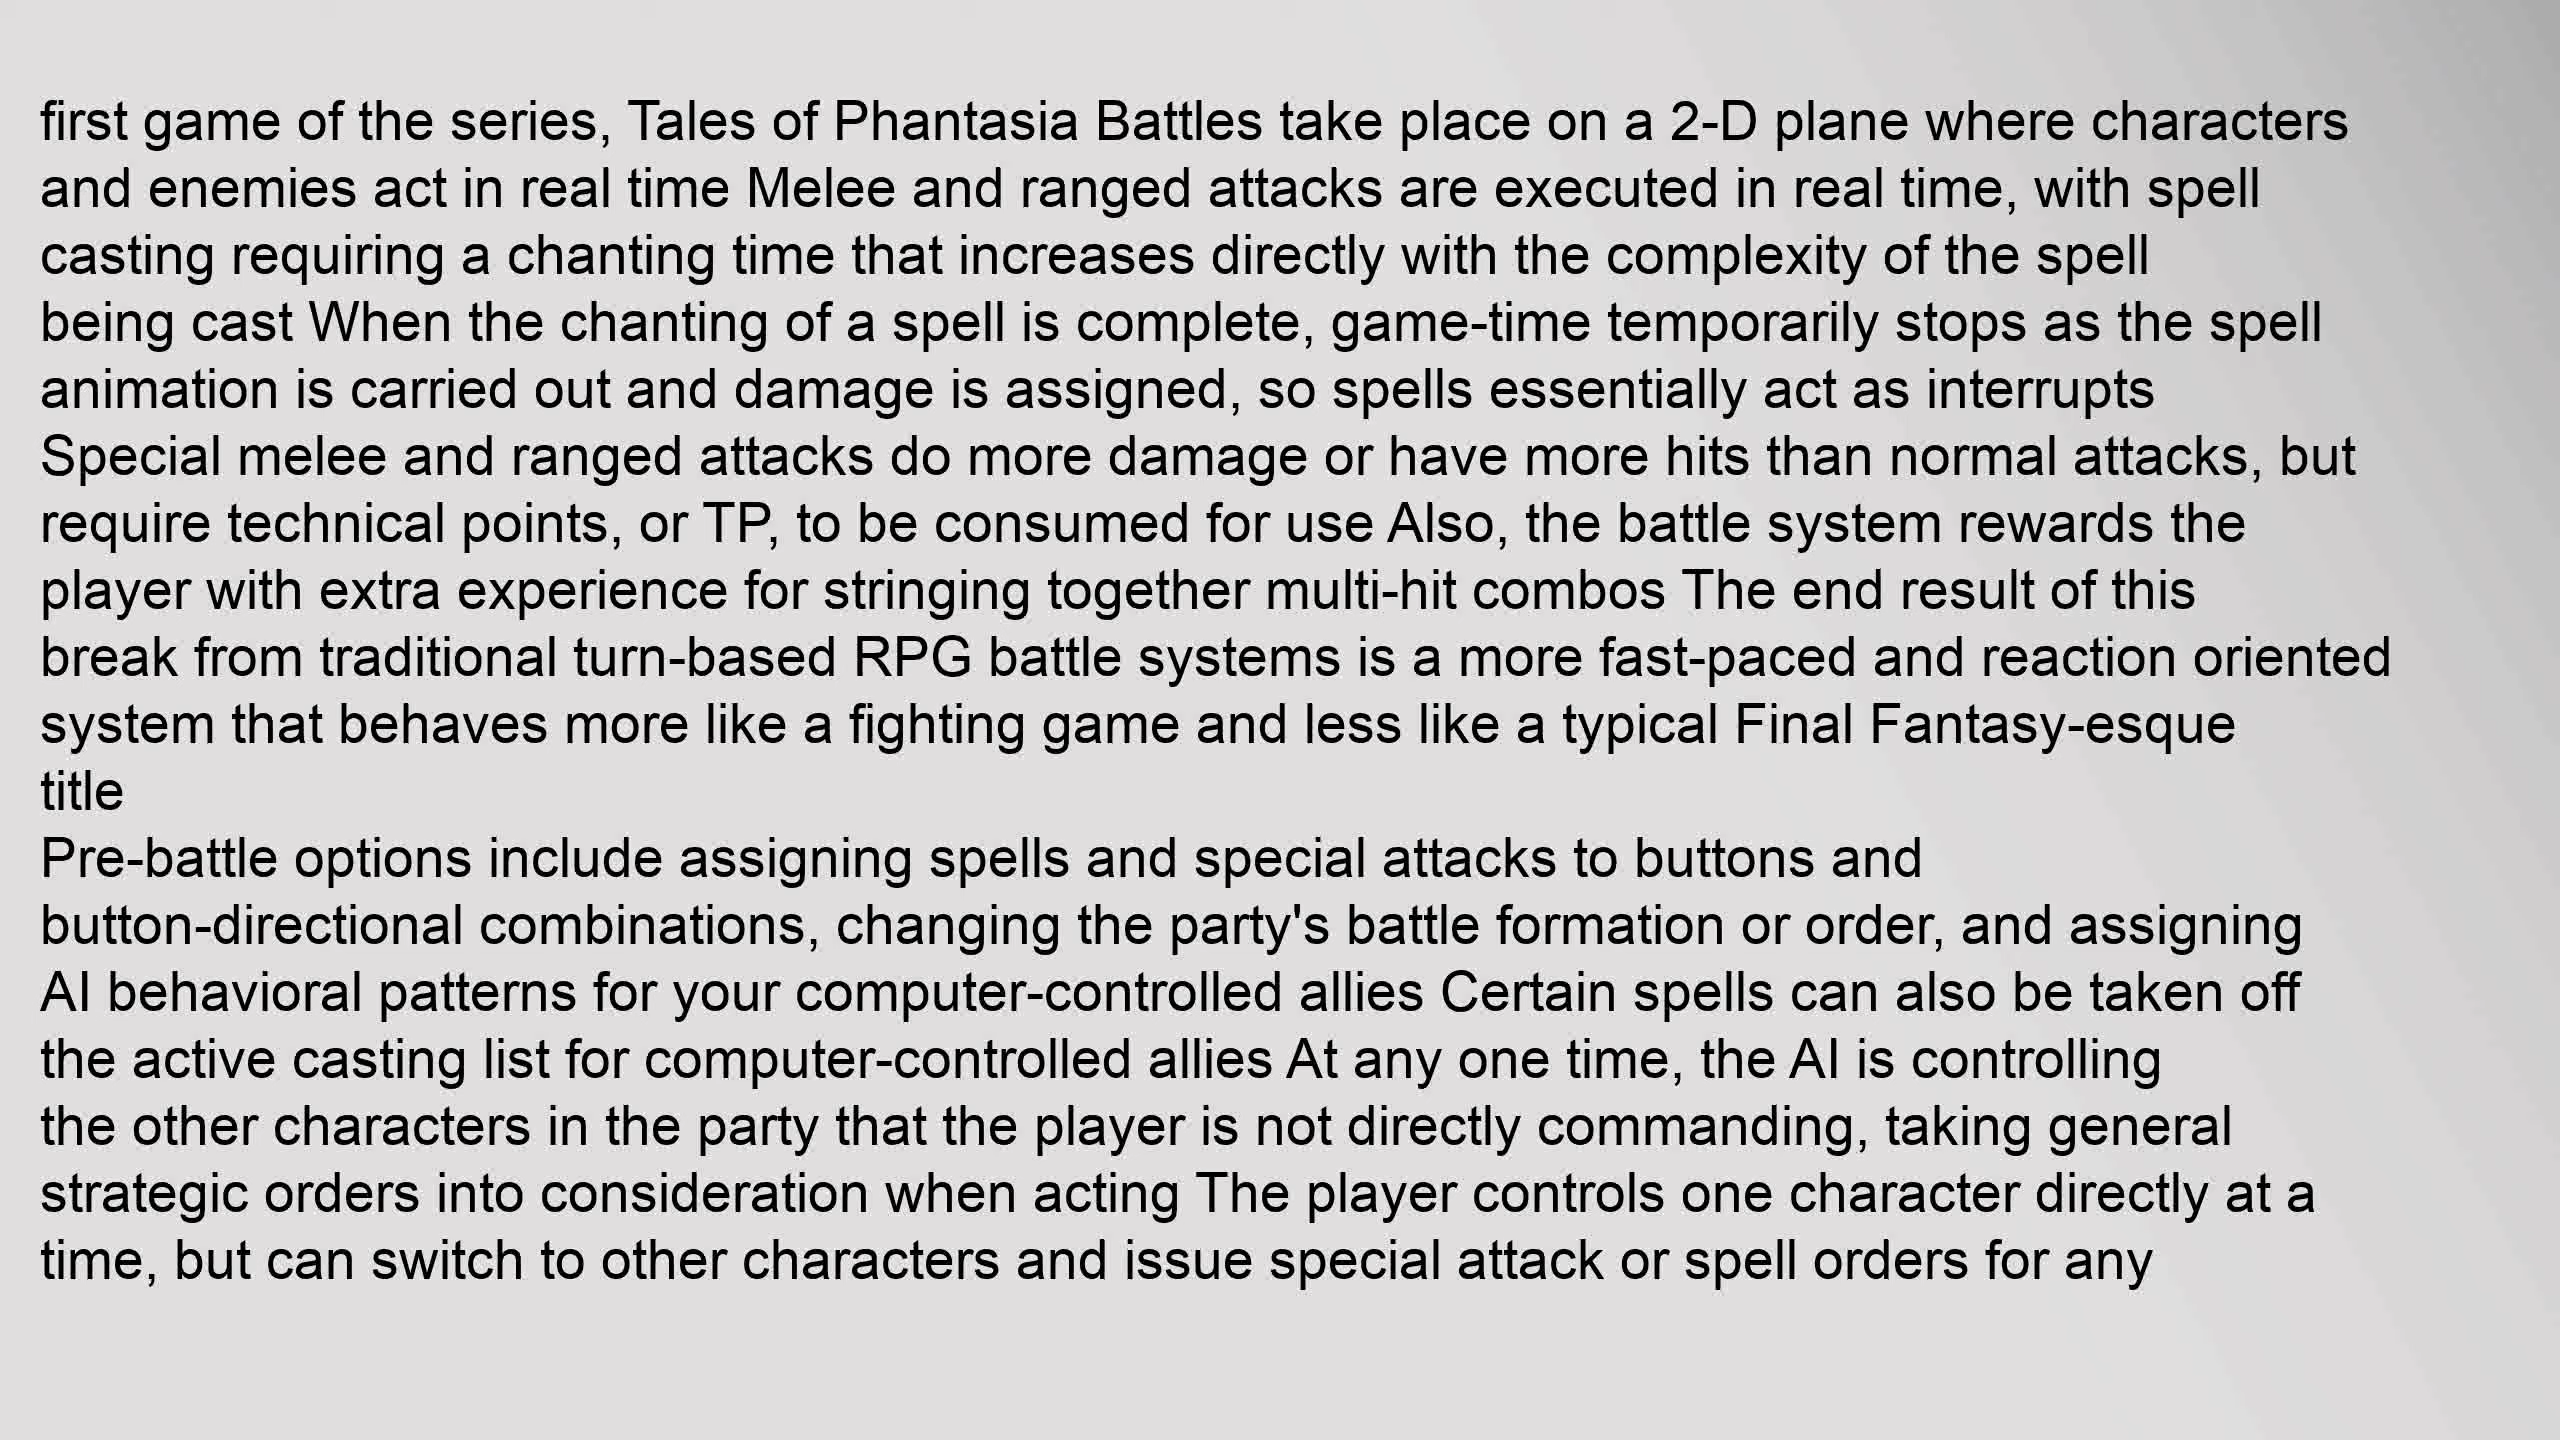 first game of the series, Tales of Phantasia Battles take place on a 2-D plane where characters
and enemies act in real time Melee and ranged attacks are executed in real time, with spell
casting requiring a chanting time that increases directly with the complexity of the spell
being cast When the chanting of a spell is complete, game-time temporarily stops as the spell
animation is carried out and damage is assigned, so spells essentially act as interrupts
Special melee and ranged attacks do more damage or have more hits than normal attacks, but
require technical points, or TP, to be consumed for use Also, the battle system rewards the
player with extra experience for stringing together multi-hit combos The end result of this
break from traditional turn-based RPG battle systems is a more fast-paced and reaction oriented
system that behaves more like a fighting game and less like a typical Final Fantasy-esque
title
Pre-battle options include assigning spells and special attacks to buttons and
button-directional combinations, changing the party's battle formation or order, and assigning
AI behavioral patterns for your computer-controlled allies Certain spells can also be taken off
the active casting list for computer-controlled allies At any one time, the AI is controlling
the other characters in the party that the player is not directly commanding, taking general
strategic orders into consideration when acting The player controls one character directly at a
time, but can switch to other characters and issue special attack or spell orders for any